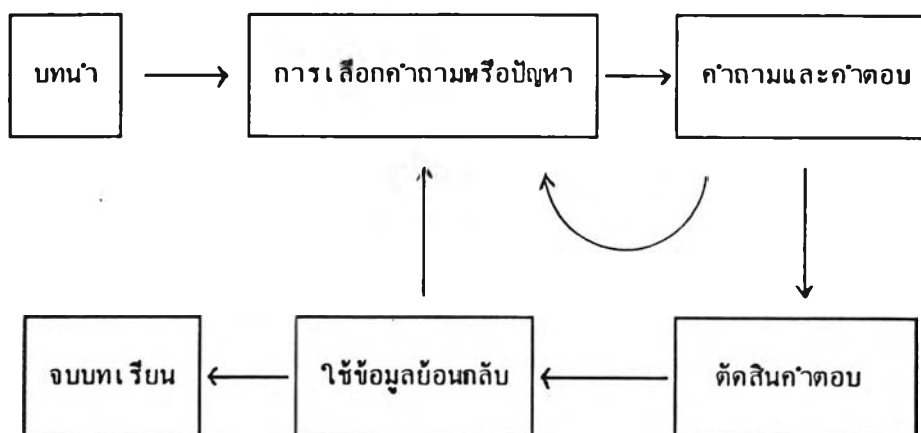 บทนำ
การเลือกคำถามหรือปัญหา
คำถามและคำตอบ
จบบทเรียน
ใช้ข้อมูลย้อนกลับ
ตัดสินคำตอบ